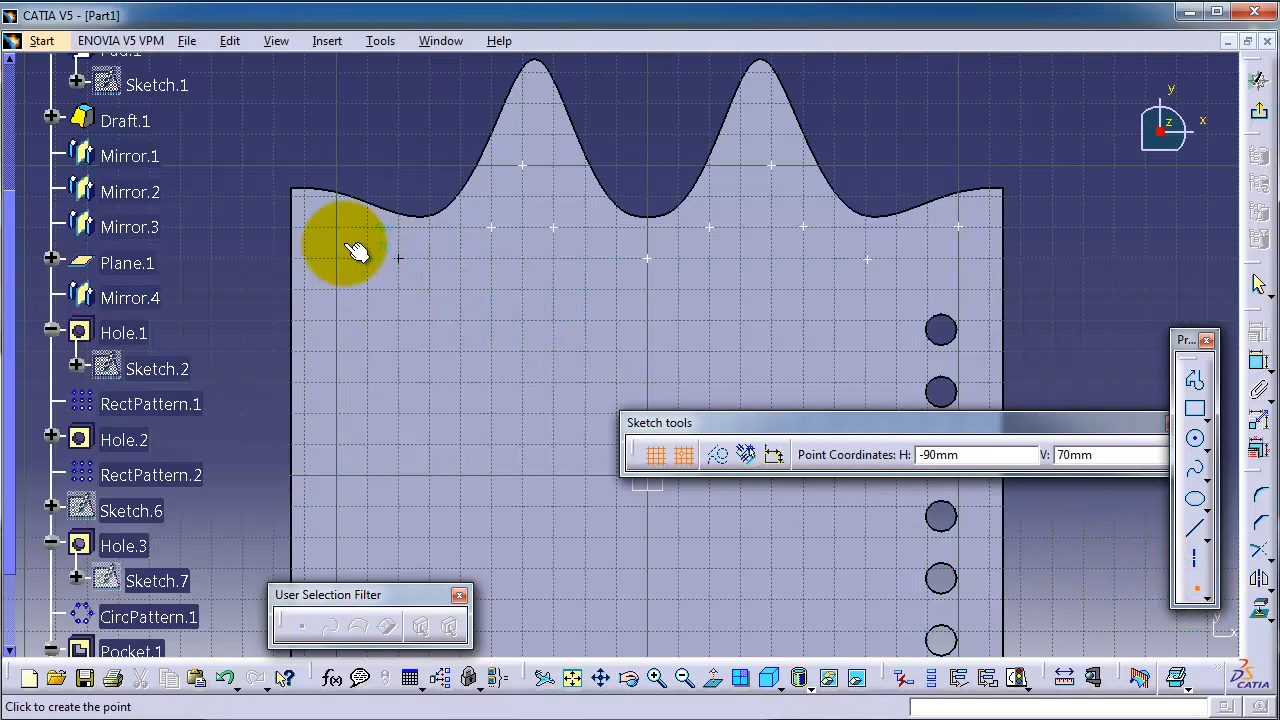 CATIA V5 - [Part1]
Start ENOVIA V5 VPM File Edit View Insert Tools Window Help
Sketch.1
Draft.1
Mirror.1
Mirror.2
Mirror.3
Plane.1
Mirror.4
Hole.1
Sketch.2
RectPattern.1
Hole.2
RectPattern.2
Sketch.6
Hole.3
Sketch.7
CircPattern.1
Pocket.1
y
x
z
Pr...
Sketch tools
Point Coordinates: H: -90mm V: 70mm
User Selection Filter
y
x
f(x)
CATIA
Click to create the point